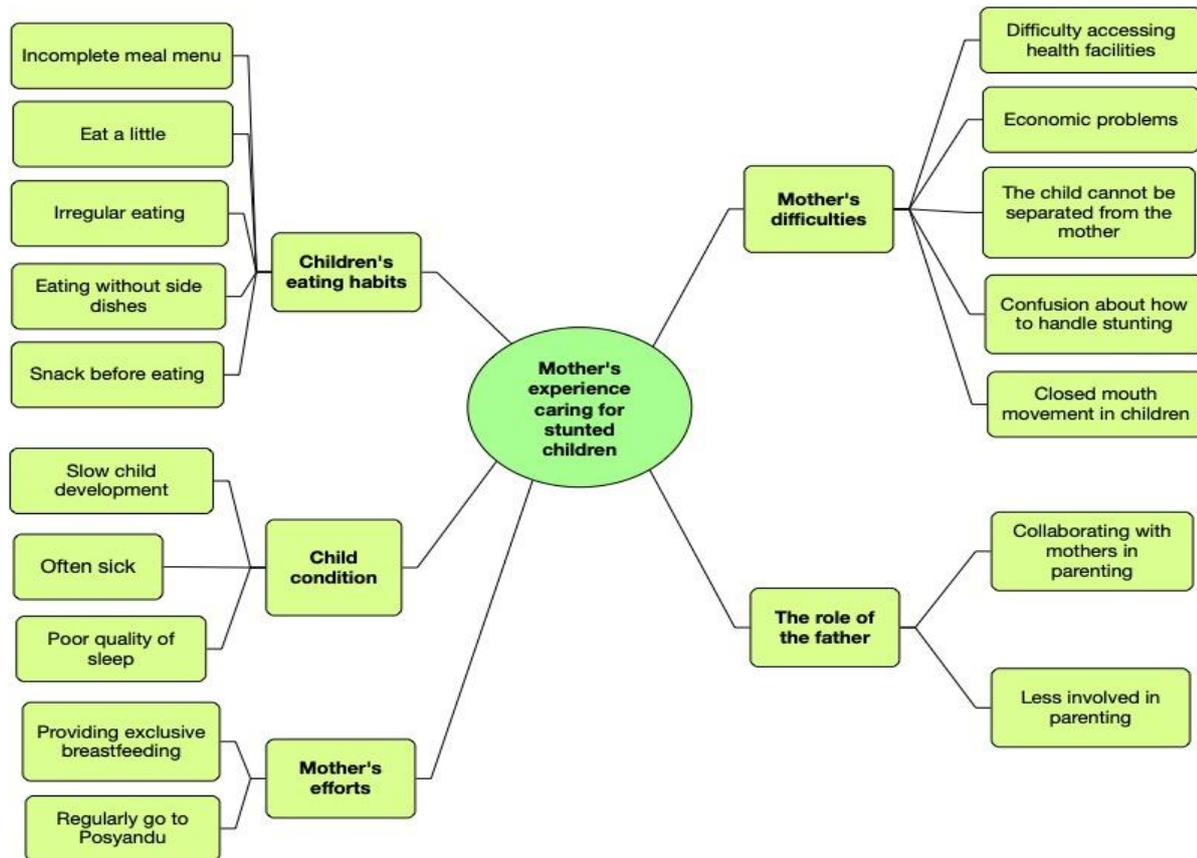 Incomplete meal menu
Eat a little
Irregular eating
Eating without side
dishes
Snack before eating
Children's
eating habits
Slow child
development
Often sick
Poor quality of
sleep
Child
condition
Providing exclusive
breastfeeding
Regularly go to
Posyandu
Mother's
efforts
Mother's
experience
caring for
stunted
children
Mother's
difficulties
Difficulty accessing
health facilities
Economic problems
The child cannot be
separated from the
mother
Confusion about how
to handle stunting
Closed mouth
movement in children
The role of
the father
Collaborating with
mothers in
parenting
Less involved in
parenting